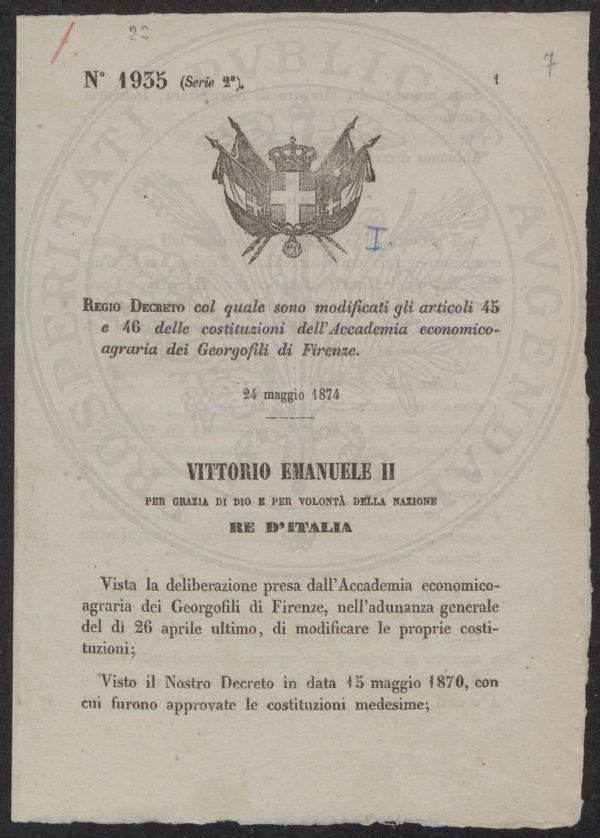 22
7
N° 1935 (Serie 2ª).
1
I.
REGIO DECRETO col quale sono modificati gli articoli 45
e 46 delle costituzioni dell'Accademia economico-
agraria dei Georgofili di Firenze.
24 maggio 1874
VITTORIO EMANUELE II
PER GRAZIA DI DIO E PER VOLONTÀ DELLA NAZIONE
RE D'ITALIA
Vista la deliberazione presa dall'Accademia economico-
agraria dei Georgofili di Firenze, nell'adunanza generale
del dì 26 aprile ultimo, di modificare le proprie costi-
tuzioni;
Visto il Nostro Decreto in data 15 maggio 1870, con
cui furono approvate le costituzioni medesime;
PROSPERITATI REIPUBLICAE AUGENDAE